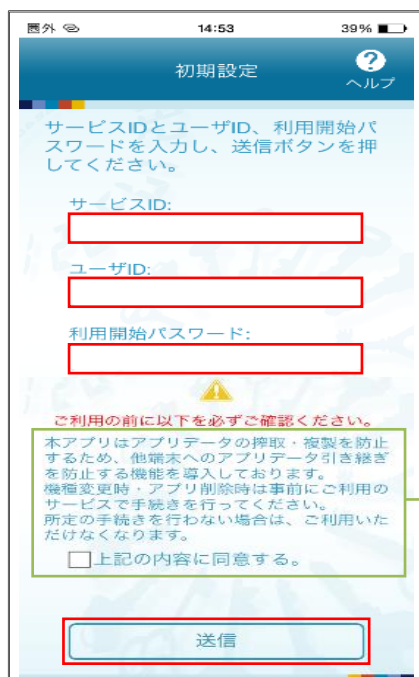 圏外 14:53 39%
初期設定
?
ヘルプ
サービスIDとユーザID、利用開始パ
スワードを入力し、送信ボタンを押
してください。
サービスID:
ユーザID:
利用開始パスワード:
ご利用の前に以下を必ずご確認ください。
本アプリはアプリデータの搾取・複製を防止
するため、他端末へのアプリデータ引き継ぎ
を防止する機能を導入しております。
機種変更時・アプリ削除時は事前にご利用の
サービスで手続きを行ってください。
所定の手続きを行わない場合は、ご利用いた
だけなくなります。
上記の内容に同意する。
送信